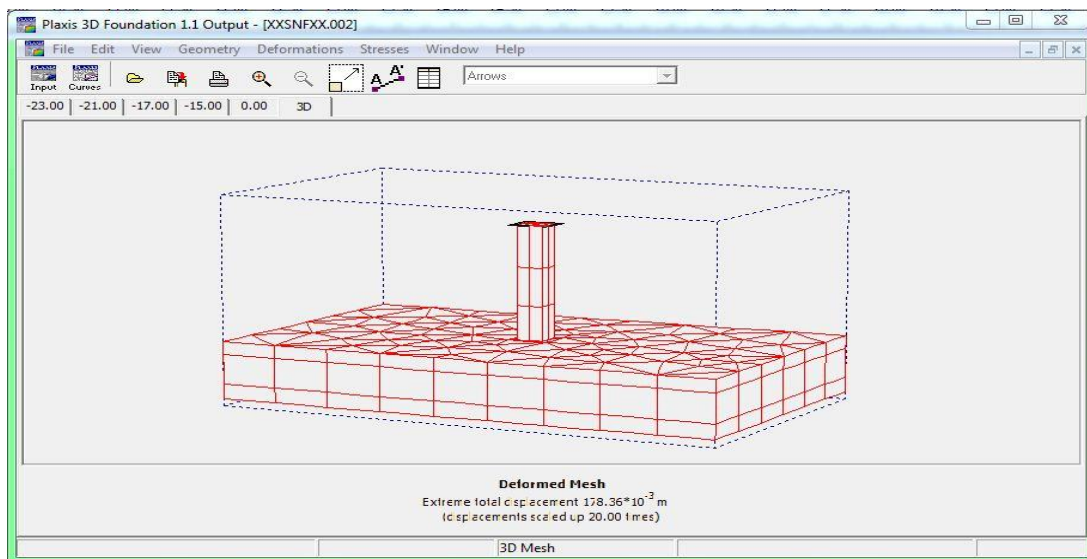 Plaxis 3D Foundation 1.1 Output - [XXSNFXX.002]
File Edit View Geometry Deformations Stresses Window Help
Input Curves
A A'
Arrows
-23.00 -21.00 -17.00 -15.00 0.00 3D
Deformed Mesh
Extreme total displacement 178.36*10⁻³ m
(displacements scaled up 20.00 times)
3D Mesh